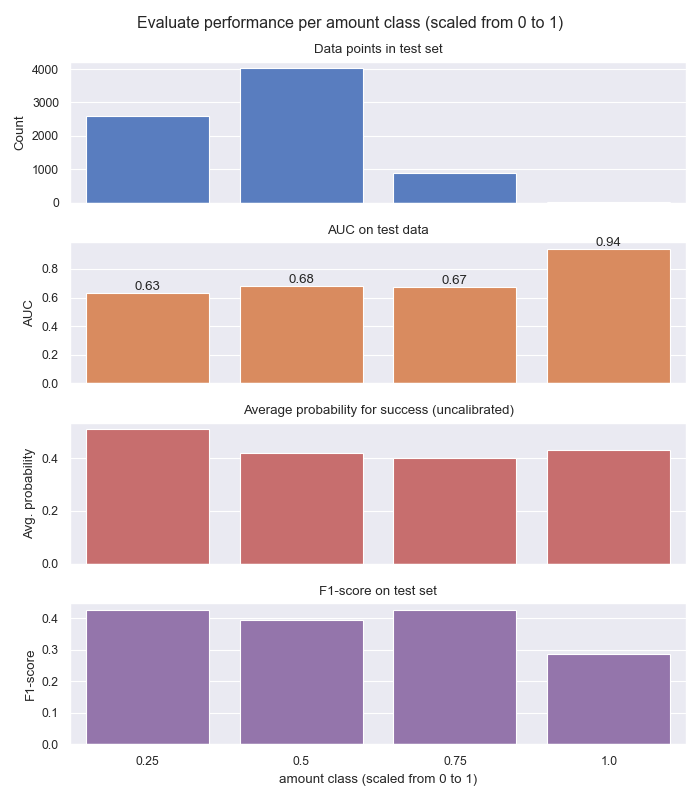 Evaluate performance per amount class (scaled from 0 to 1)
Data points in test set
4000
3000
2000
1000
0
Count
AUC on test data
0.8
0.6
0.4
0.2
0.0
AUC
0.63
0.68
0.67
0.94
Average probability for success (uncalibrated)
0.4
0.2
0.0
Avg. probability
F1-score on test set
0.4
0.3
0.2
0.1
0.0
F1-score
0.25 0.5 0.75 1.0
amount class (scaled from 0 to 1)